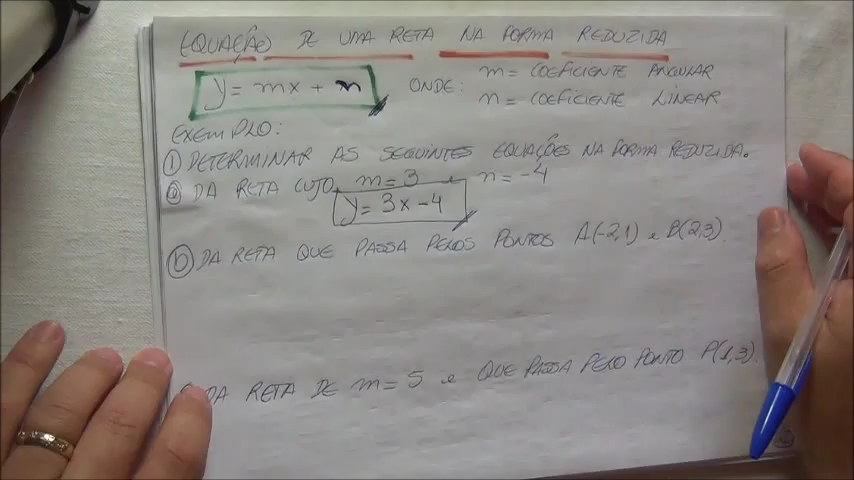 EQUAÇÃO DE UMA RETA NA FORMA REDUZIDA
y = mx + n ONDE: m = COEFICIENTE ANGULAR
n = COEFICIENTE LINEAR
EXEMPLO:
① DETERMINAR AS SEGUINTES EQUAÇÕES NA FORMA REDUZIDA.
ⓐ DA RETA CUJO m = 3 e n = -4
y = 3x - 4
ⓑ DA RETA QUE PASSA PELOS PONTOS A(-2,1) e B(2,3)
DA RETA DE m = 5 e QUE PASSA PELO PONTO P(1,3)